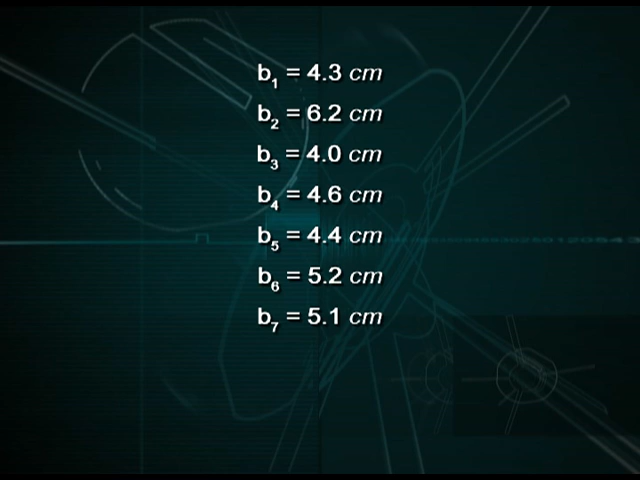 b₁ = 4.3 cm
b₂ = 6.2 cm
b₃ = 4.0 cm
b₄ = 4.6 cm
b₅ = 4.4 cm
b₆ = 5.2 cm
b₇ = 5.1 cm